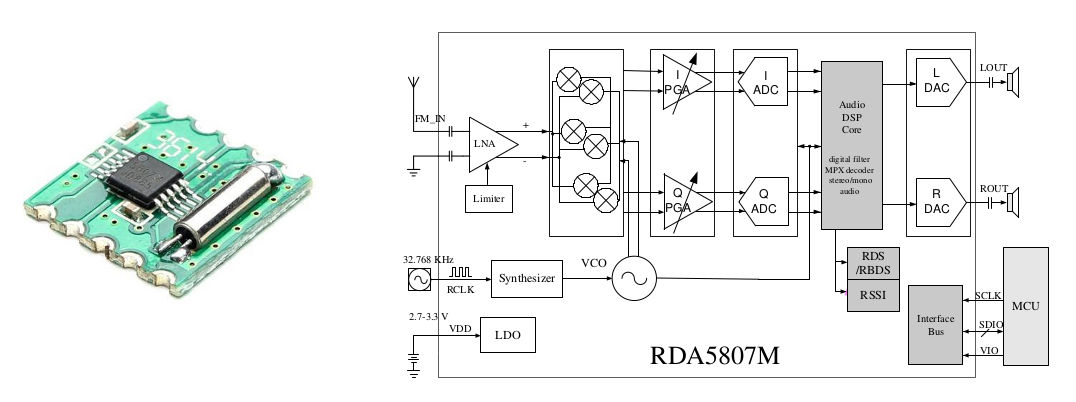 FM_IN
+
-
LNA
Limiter
I
PGA
I
ADC
Audio
DSP
Core
digital filter
MPX decoder
stereo/mono
audio
L
DAC
LOUT
Q
PGA
Q
ADC
R
DAC
ROUT
32.768 KHz
RCLK
Synthesizer
VCO
RDS
/RBDS
RSSI
2.7-3.3 V
VDD
LDO
Interface
Bus
SCLK
SDIO
VIO
MCU
RDA5807M